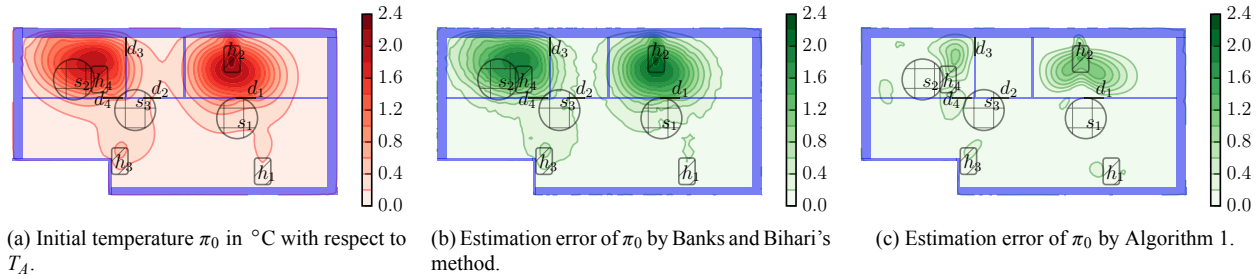 2.4
2.0
1.6
1.2
0.8
0.4
0.0
d₃
h₂
s₂
h₄
d₄
d₂
s₃
d₁
s₁
h₃
h₁
2.4
2.0
1.6
1.2
0.8
0.4
0.0
d₃
h₂
s₂
h₄
d₄
d₂
s₃
d₁
s₁
h₃
h₁
2.4
2.0
1.6
1.2
0.8
0.4
0.0
d₃
h₂
s₂
h₄
d₄
d₂
s₃
d₁
s₁
h₃
h₁
(a) Initial temperature π₀ in °C with respect to
T_A.
(b) Estimation error of π₀ by Banks and Bihari's
method.
(c) Estimation error of π₀ by Algorithm 1.